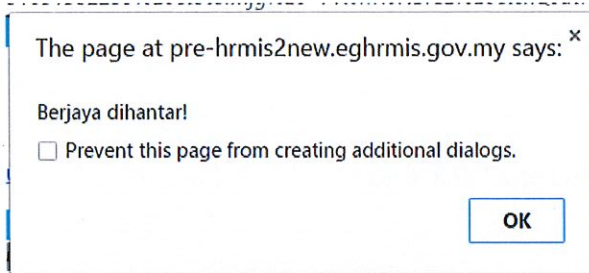 The page at pre-hrmis2new.eghrmis.gov.my says:
Berjaya dihantar!
Prevent this page from creating additional dialogs.
OK